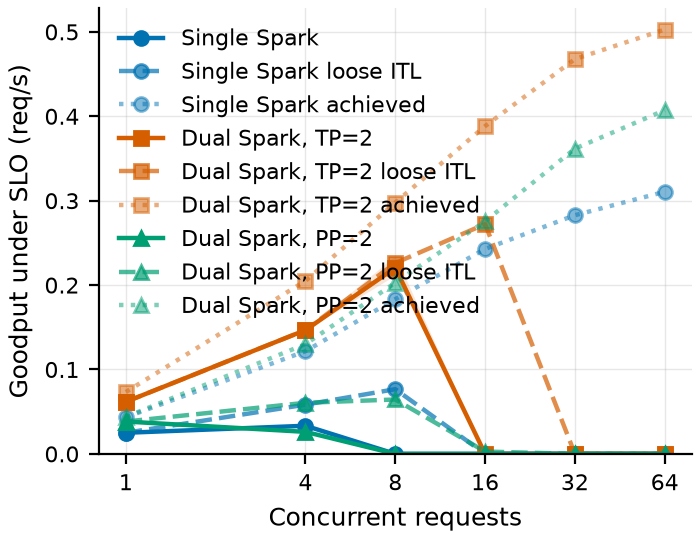 Goodput under SLO (req/s)
0.5
0.4
0.3
0.2
0.1
0.0
Single Spark
Single Spark loose ITL
Single Spark achieved
Dual Spark, TP=2
Dual Spark, TP=2 loose ITL
Dual Spark, TP=2 achieved
Dual Spark, PP=2
Dual Spark, PP=2 loose ITL
Dual Spark, PP=2 achieved
1 4 8 16 32 64
Concurrent requests